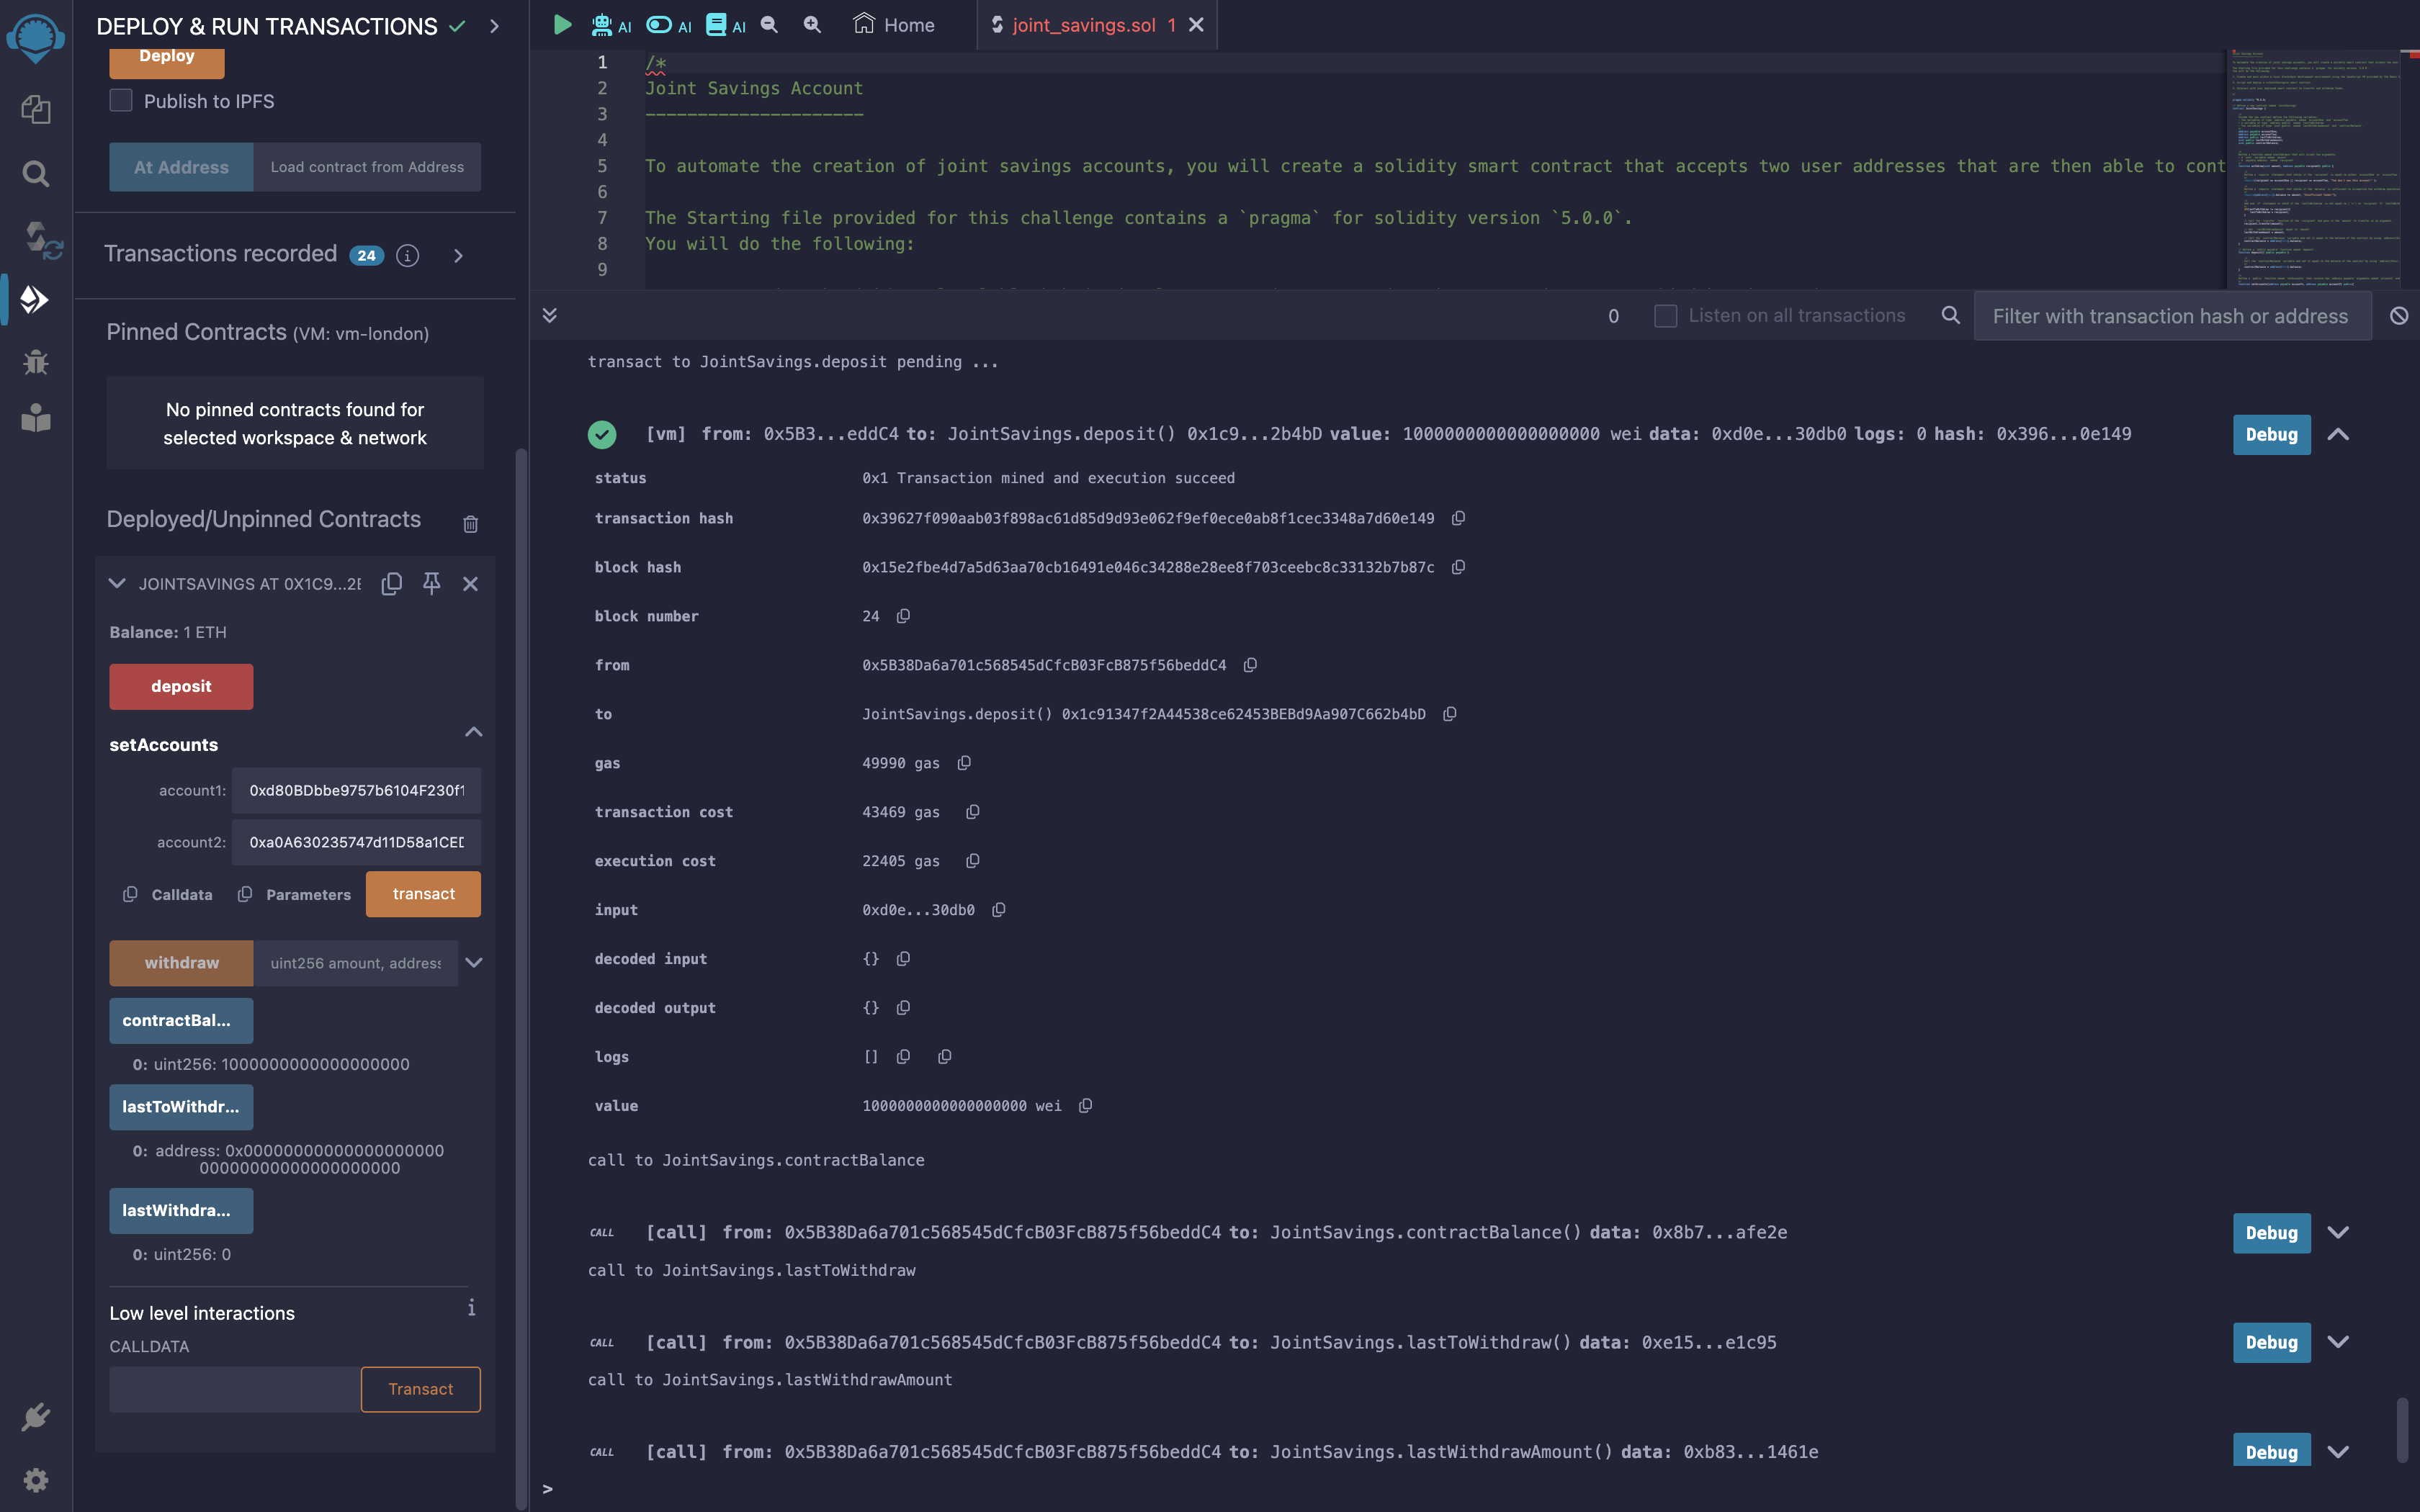 DEPLOY & RUN TRANSACTIONS
Deploy
Publish to IPFS
At Address
Load contract from Address
Transactions recorded 24
Pinned Contracts (VM: vm-london)
No pinned contracts found for
selected workspace & network
Deployed/Unpinned Contracts
JOINTSAVINGS AT 0X1C9...2
Balance: 1 ETH
deposit
setAccounts
account1: 0xd80BDbbe9757b6104F230f1
account2: 0xa0A630235747d11D58a1CE
Calldata
Parameters
transact
withdraw
uint256 amount, address
contractBal...
0: uint256: 1000000000000000000
lastToWithdr...
0: address: 0x00000000000000000000
00000000000000000000
lastWithdra...
0: uint256: 0
Low level interactions
CALLDATA
Transact
AI
AI
AI
Home
joint_savings.sol 1
1 /*
2 Joint Savings Account
3 ---------------------
4
5 To automate the creation of joint savings accounts, you will create a solidity smart contract that accepts two user addresses that are then able to cont
6
7 The Starting file provided for this challenge contains a `pragma` for solidity version `5.0.0`.
8 You will do the following:
9
0
Listen on all transactions
Filter with transaction hash or address
transact to JointSavings.deposit pending ...
[vm] from: 0x5B3...eddC4 to: JointSavings.deposit() 0x1c9...2b4bD value: 1000000000000000000 wei data: 0xd0e...30db0 logs: 0 hash: 0x396...0e149
Debug
status 0x1 Transaction mined and execution succeed
transaction hash 0x39627f090aab03f898ac61d85d9d93e062f9ef0ece0ab8f1cec3348a7d60e149
block hash 0x15e2fbe4d7a5d63aa70cb16491e046c34288e28ee8f703ceebc8c33132b7b87c
block number 24
from 0x5B38Da6a701c568545dCfcB03FcB875f56beddC4
to JointSavings.deposit() 0x1c91347f2A44538ce62453BEBd9Aa907C662b4bD
gas 49990 gas
transaction cost 43469 gas
execution cost 22405 gas
input 0xd0e...30db0
decoded input {}
decoded output {}
logs []
value 1000000000000000000 wei
call to JointSavings.contractBalance
CALL [call] from: 0x5B38Da6a701c568545dCfcB03FcB875f56beddC4 to: JointSavings.contractBalance() data: 0x8b7...afe2e
Debug
call to JointSavings.lastToWithdraw
CALL [call] from: 0x5B38Da6a701c568545dCfcB03FcB875f56beddC4 to: JointSavings.lastToWithdraw() data: 0xe15...e1c95
Debug
call to JointSavings.lastWithdrawAmount
CALL [call] from: 0x5B38Da6a701c568545dCfcB03FcB875f56beddC4 to: JointSavings.lastWithdrawAmount() data: 0xb83...1461e
Debug
>